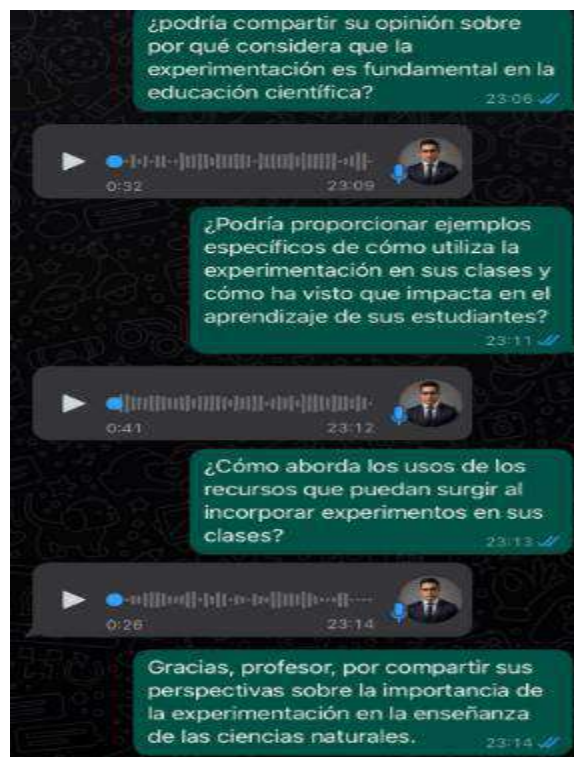 ¿podría compartir su opinión sobre
por qué considera que la
experimentación es fundamental en la
educación científica?
23:06
0:32
23:09
¿Podría proporcionar ejemplos
específicos de cómo utiliza la
experimentación en sus clases y
cómo ha visto que impacta en el
aprendizaje de sus estudiantes?
23:11
0:41
23:12
¿Cómo aborda los usos de los
recursos que puedan surgir al
incorporar experimentos en sus
clases?
23:13
0:26
23:14
Gracias, profesor, por compartir sus
perspectivas sobre la importancia de
la experimentación en la enseñanza
de las ciencias naturales.
23:14